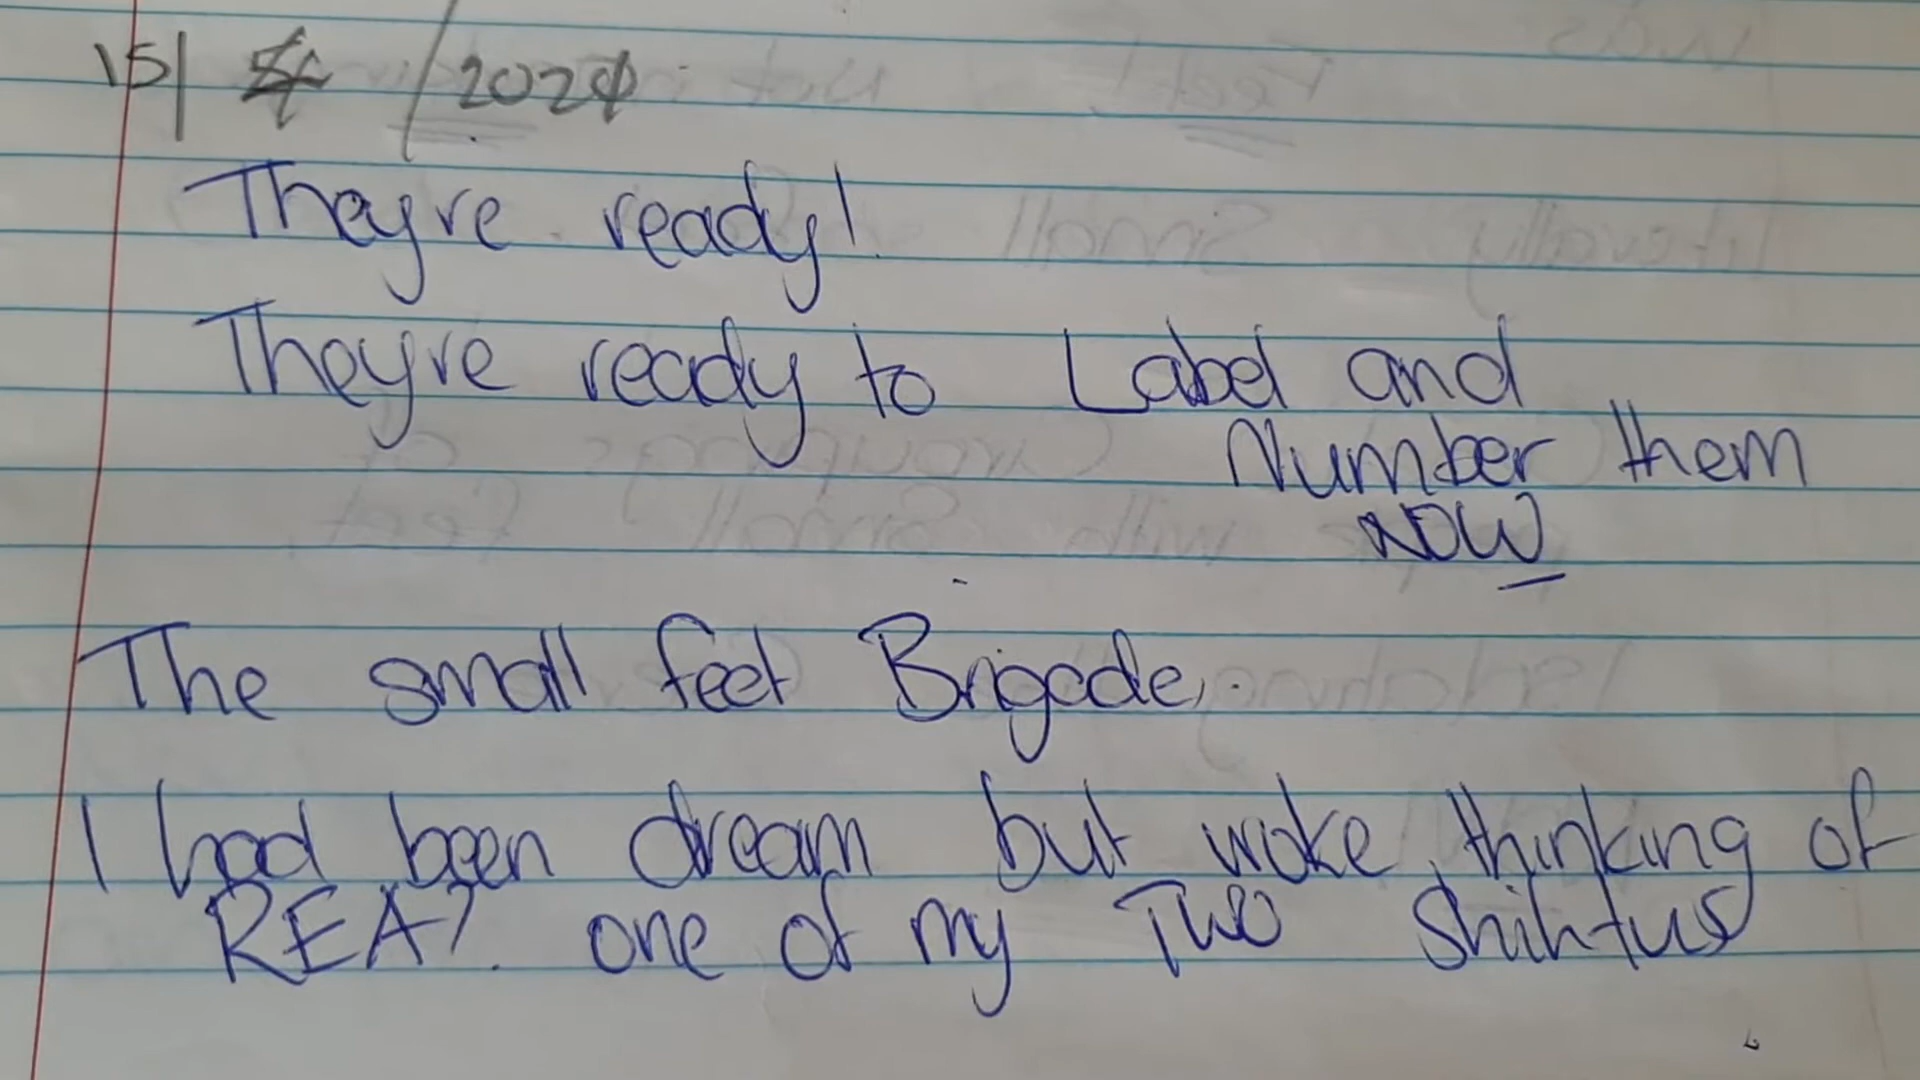 15/ /202
Theyre ready!
Theyre ready to Label and
Number them
NOW
The small feet Brigade.
I had been dream but woke, thinking of
REA?. one of my Two Shihtus